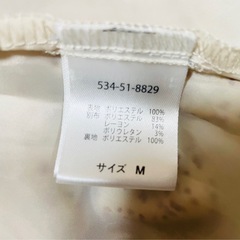 534-51-8829
表地 ポリエステル 100%
別布 ポリエステル 83%
レーヨン 14%
ポリウレタン 3%
裏地 ポリエステル 100%
サイズ M